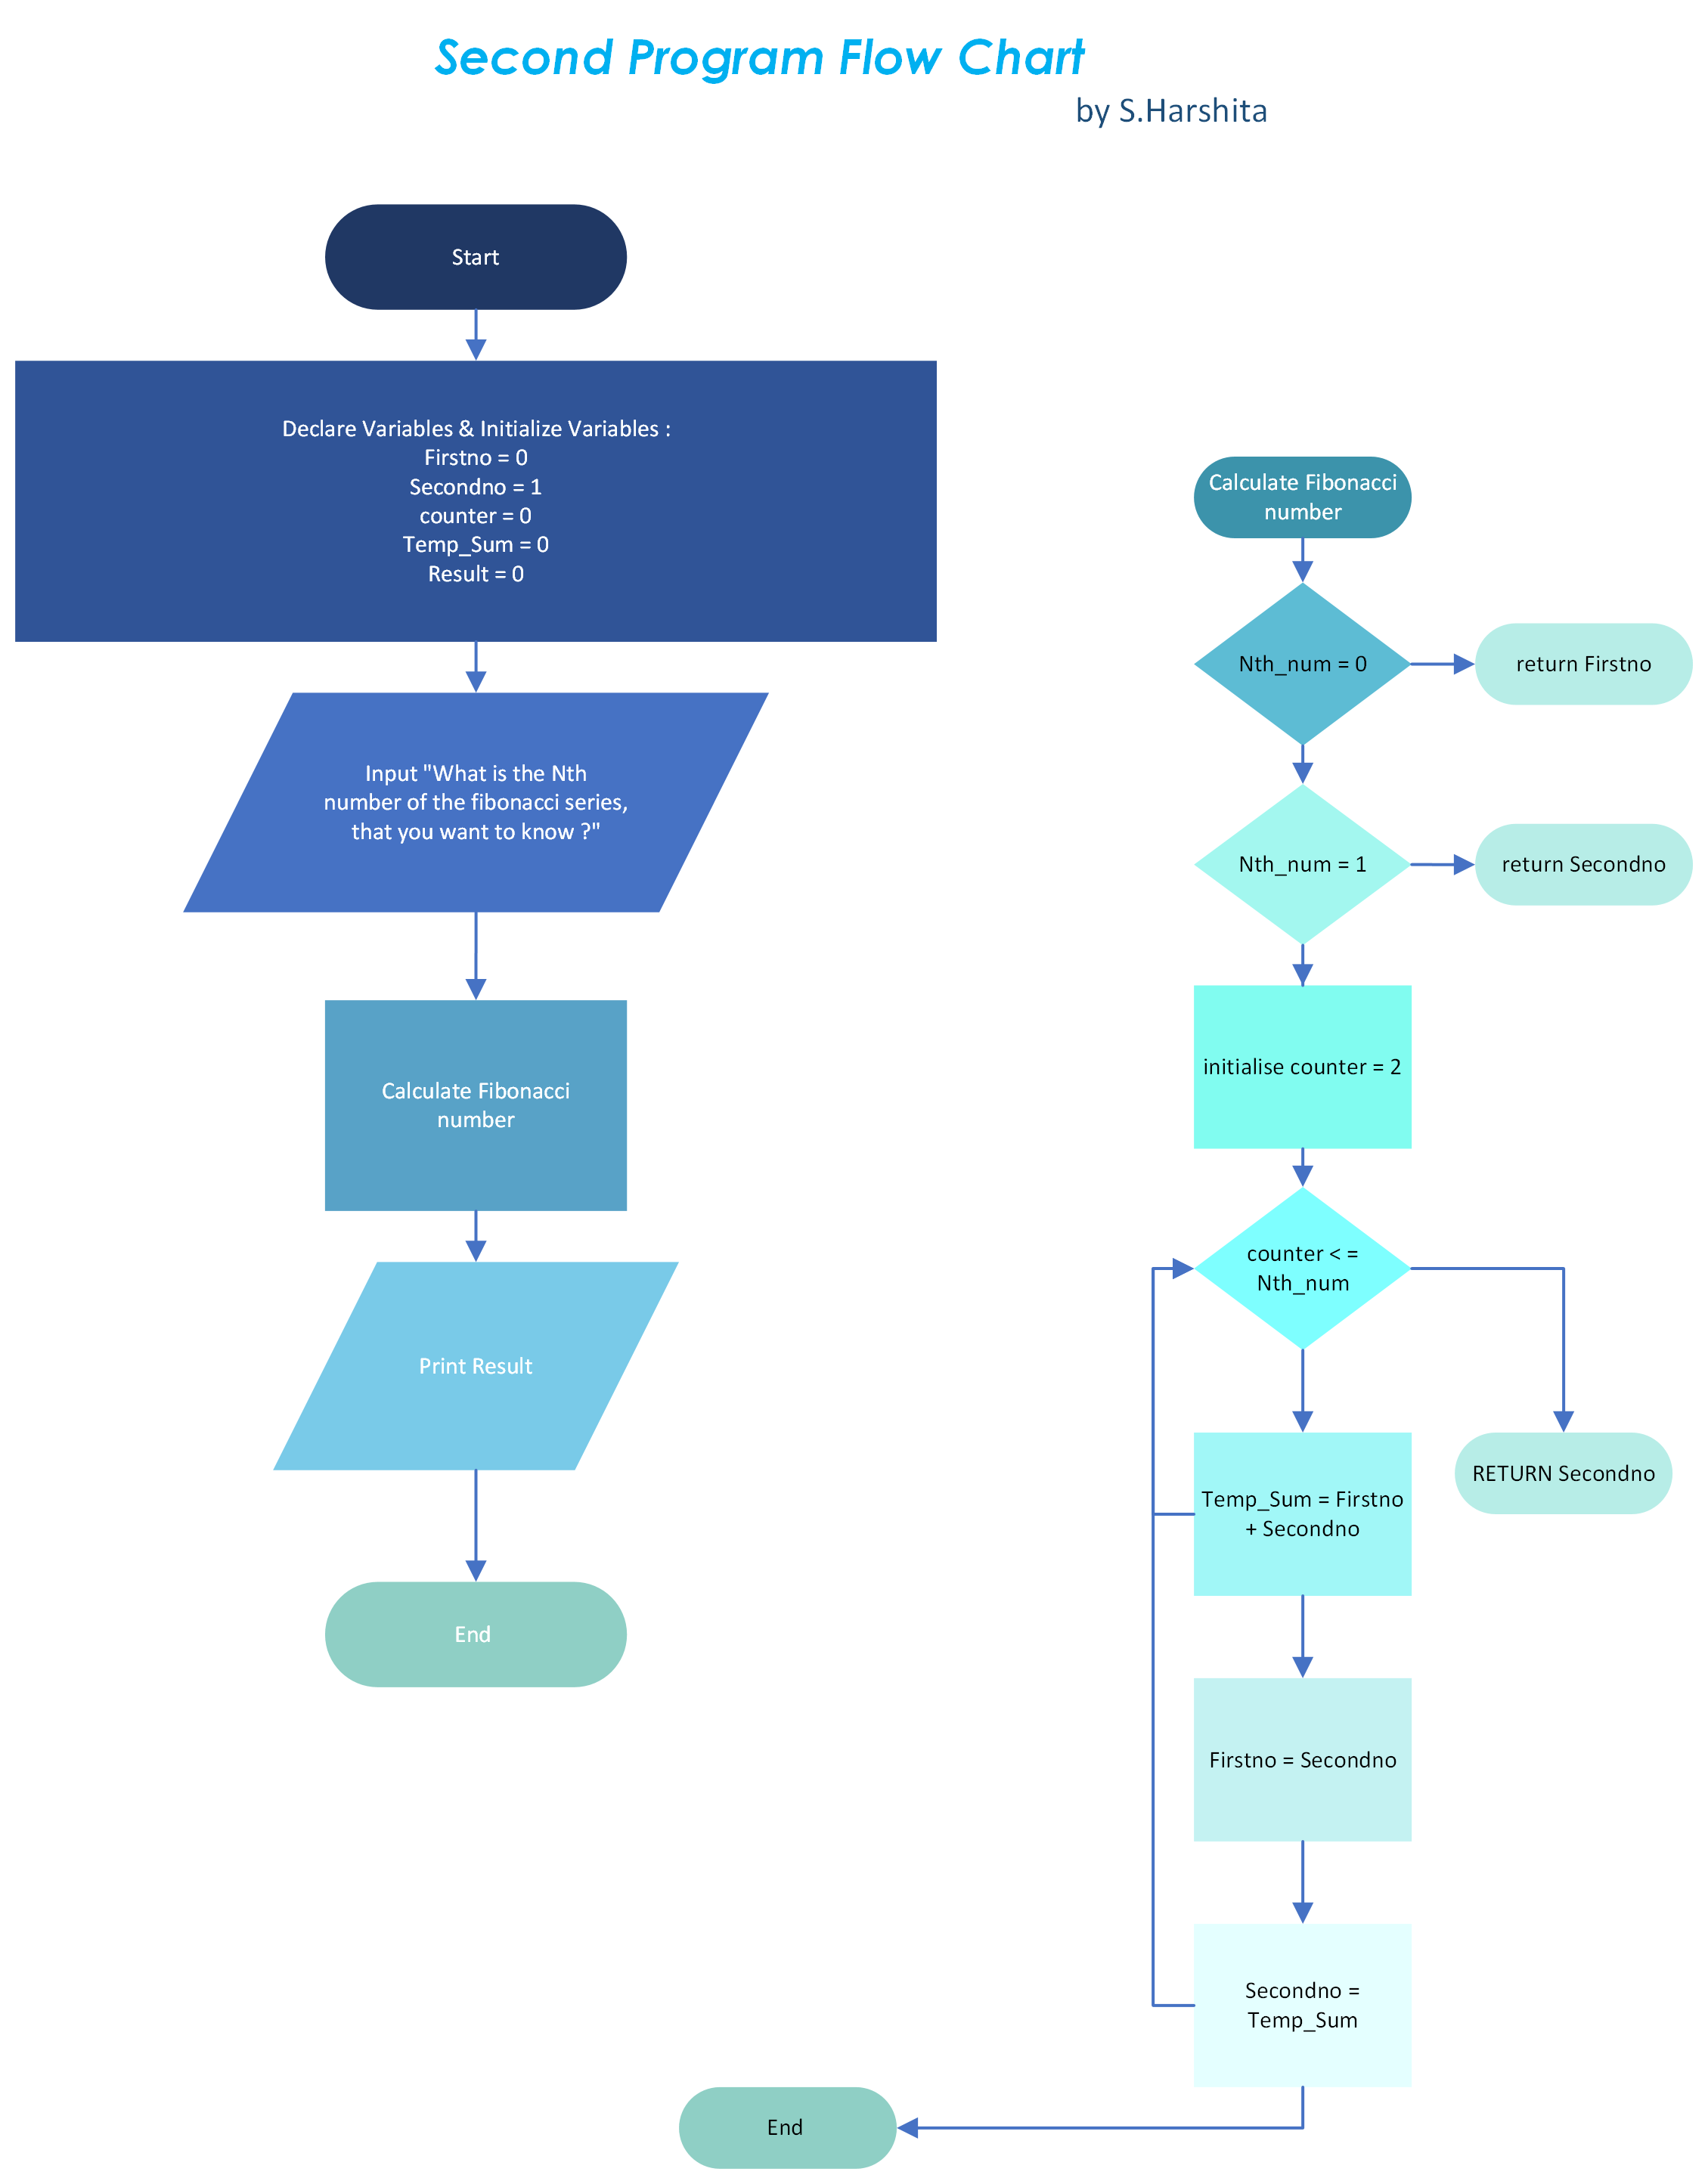 Second Program Flow Chart
by S.Harshita
Start
Declare Variables & Initialize Variables :
Firstno = 0
Secondno = 1
counter = 0
Temp_Sum = 0
Result = 0
Input "What is the Nth
number of the fibonacci series,
that you want to know ?"
Calculate Fibonacci
number
Print Result
End
Calculate Fibonacci
number
Nth_num = 0
return Firstno
Nth_num = 1
return Secondno
initialise counter = 2
counter < =
Nth_num
RETURN Secondno
Temp_Sum = Firstno
+ Secondno
Firstno = Secondno
Secondno =
Temp_Sum
End